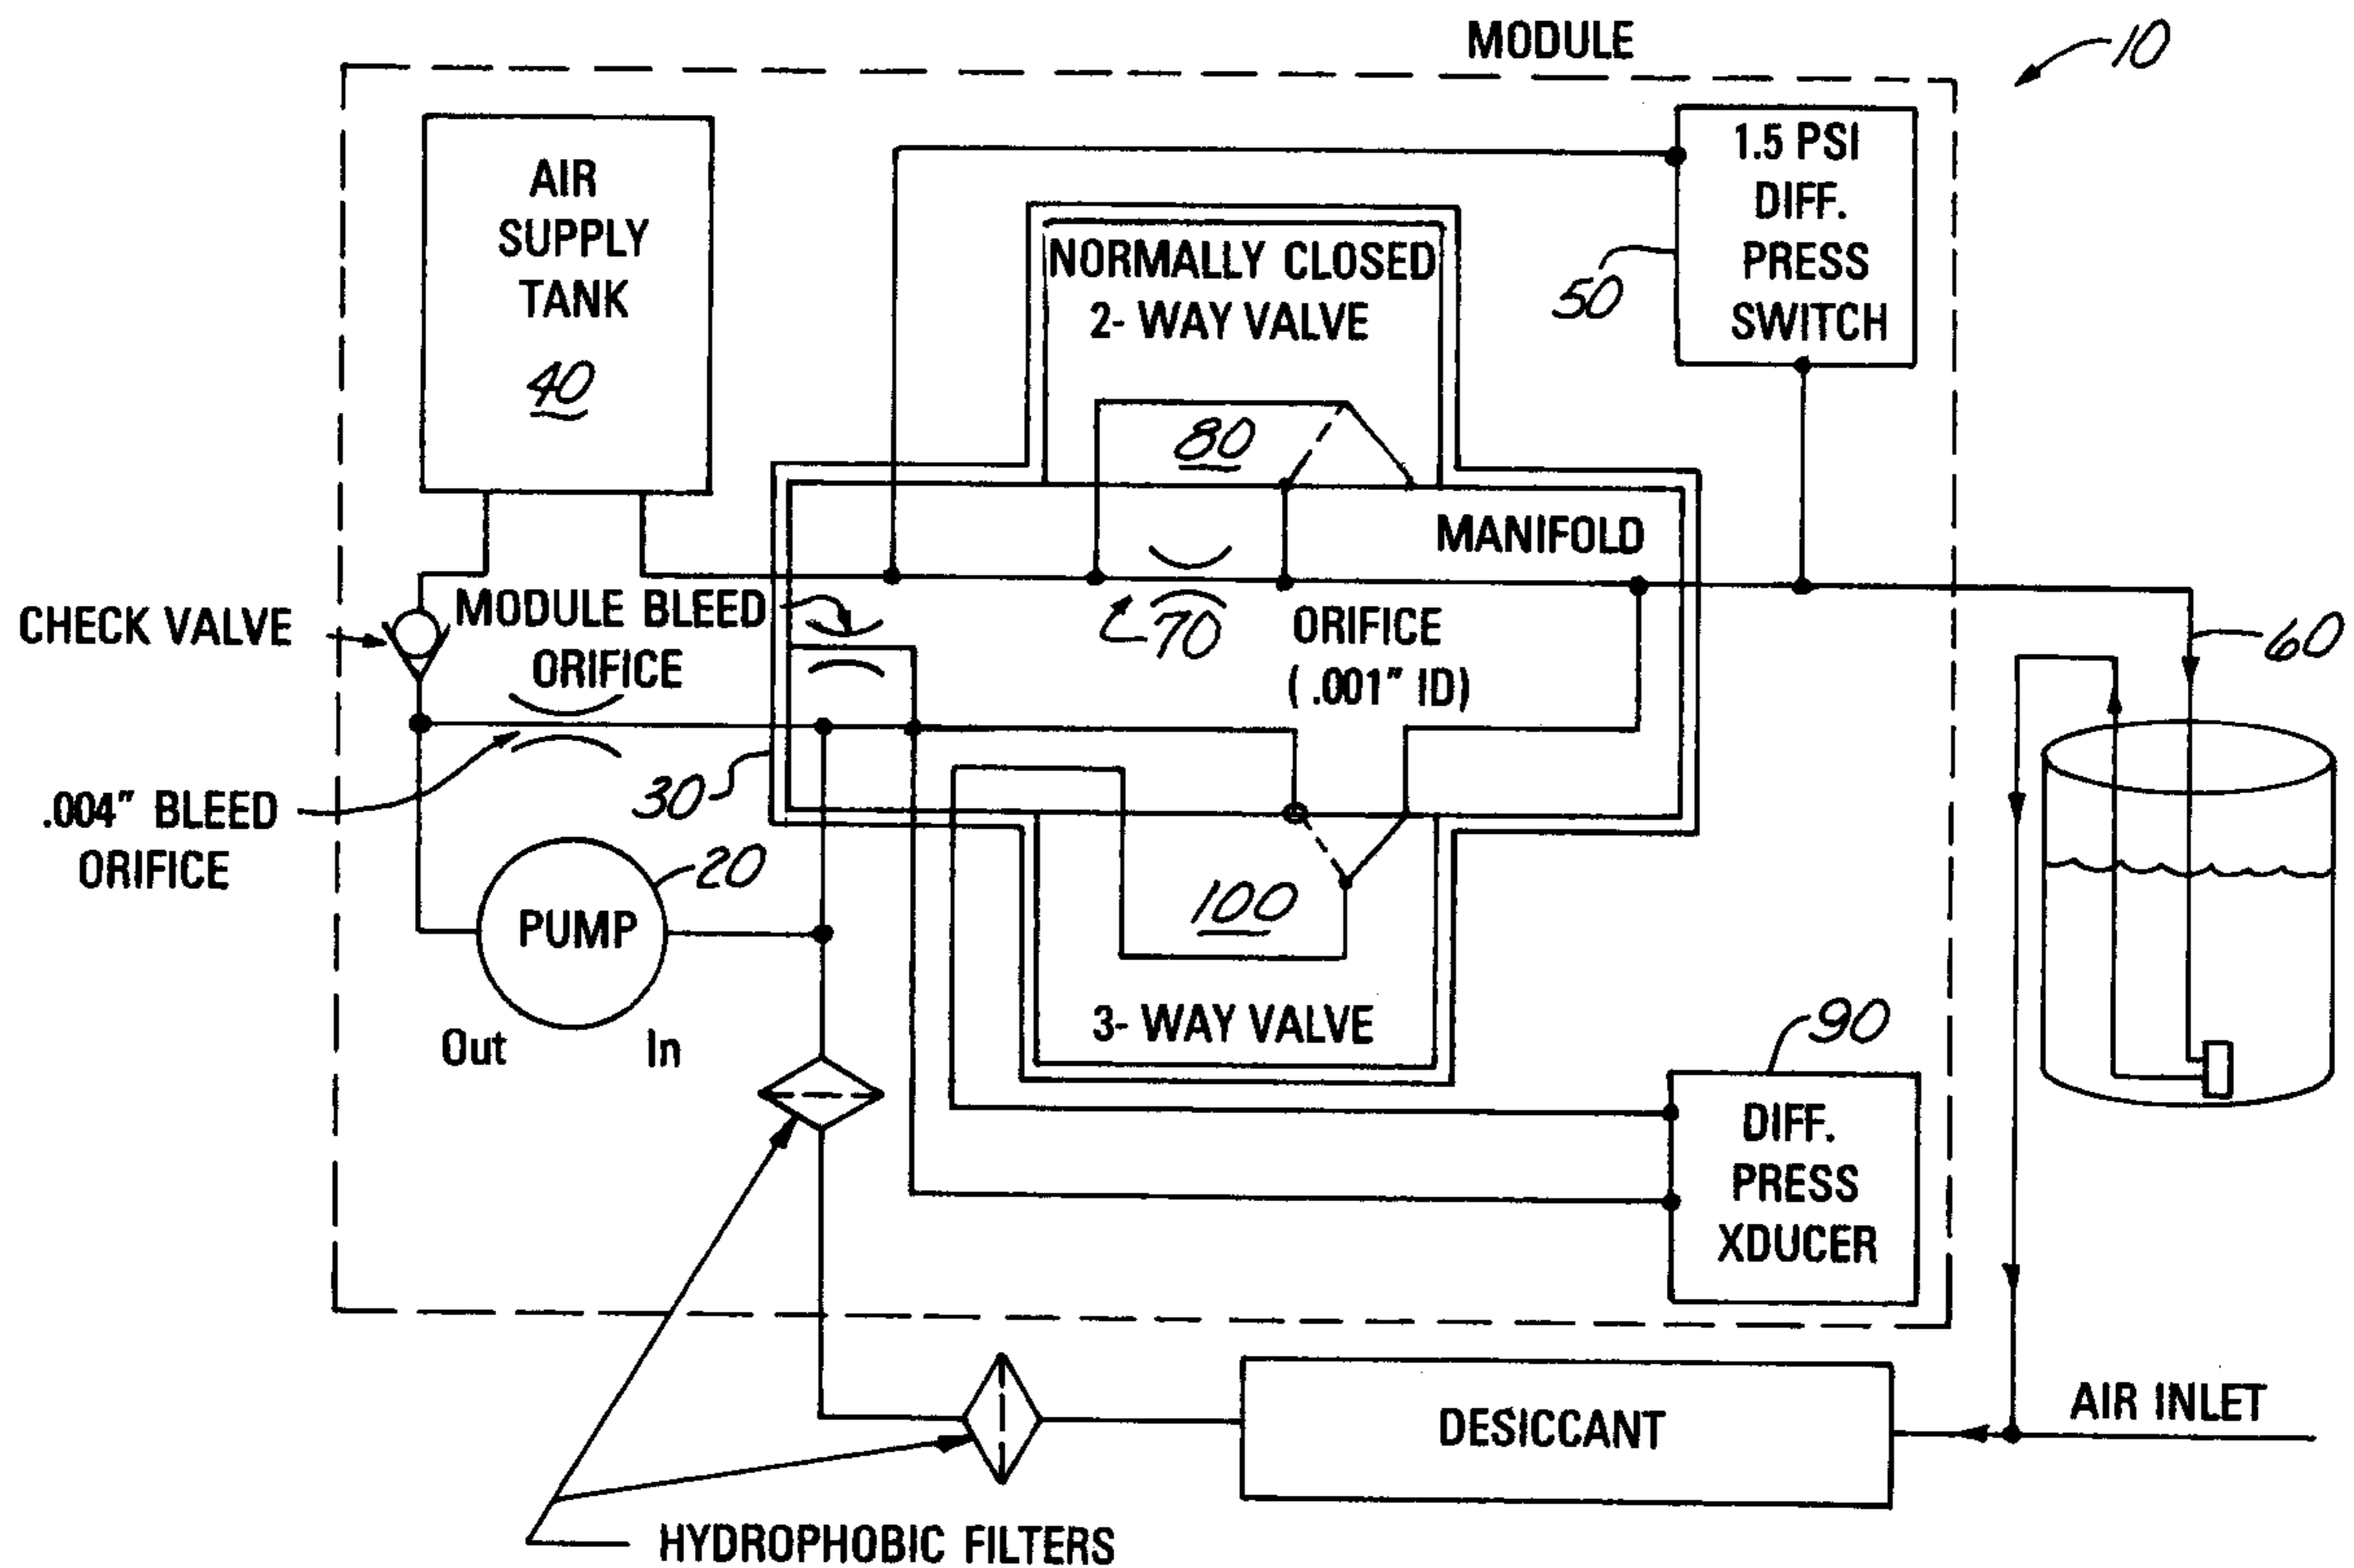 MODULE
10
AIR
SUPPLY
TANK
40
1.5 PSI
DIFF.
PRESS
SWITCH
50
NORMALLY CLOSED
2- WAY VALVE
80
MANIFOLD
CHECK VALVE
MODULE BLEED
ORIFICE
70
ORIFICE
( .001" ID)
60
30
.004" BLEED
ORIFICE
20
PUMP
Out
In
100
3- WAY VALVE
90
DIFF.
PRESS
XDUCER
DESICCANT
AIR INLET
HYDROPHOBIC FILTERS